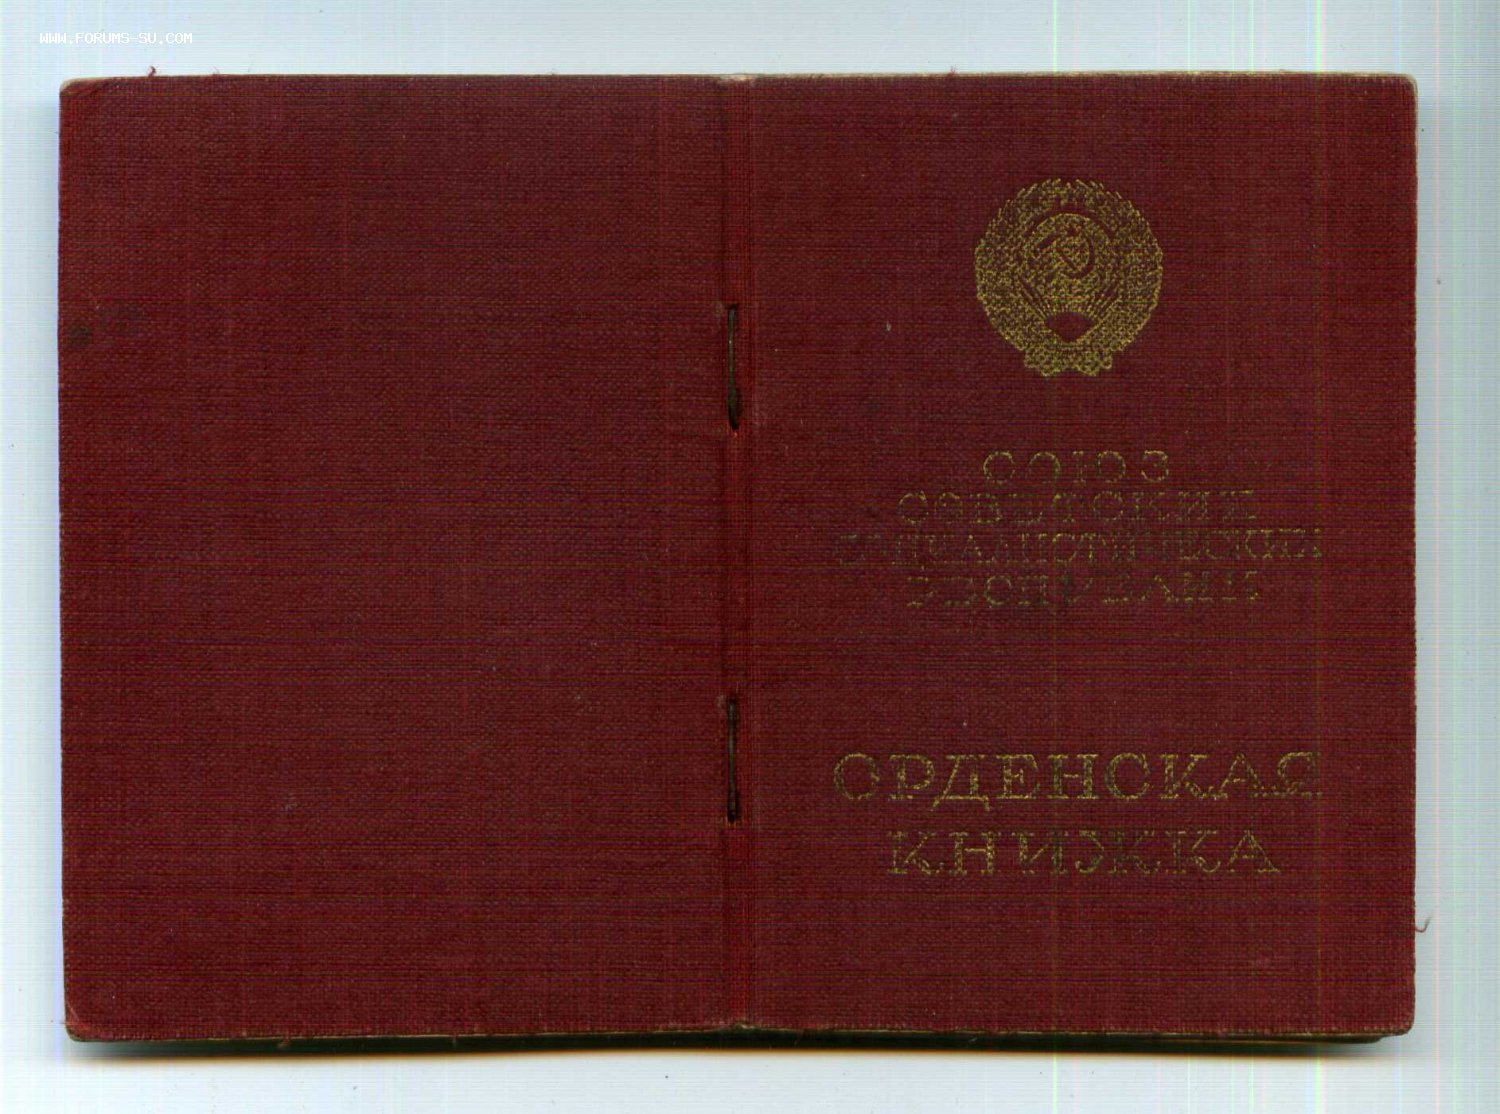 WWW.FORUMS-SU.COM
СОЮЗ
СОВЕТСКИХ
СОЦИАЛИСТИЧЕСКИХ
РЕСПУБЛИК
ОРДЕНСКАЯ
КНИЖКА